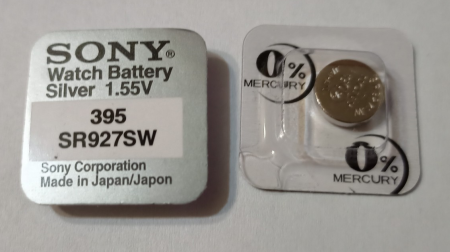 SONY®
Watch Battery
Silver 1.55V
395
SR927SW
Sony Corporation
Made in Japan/Japon
0%
MERCURY
0%
MERCURY